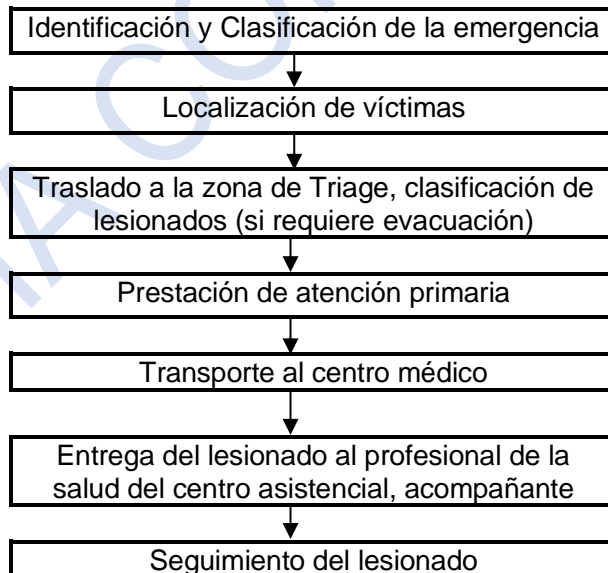 Identificación y Clasificación de la emergencia
Localización de víctimas
Traslado a la zona de Triage, clasificación de
lesionados (si requiere evacuación)
Prestación de atención primaria
Transporte al centro médico
Entrega del lesionado al profesional de la
salud del centro asistencial, acompañante
Seguimiento del lesionado